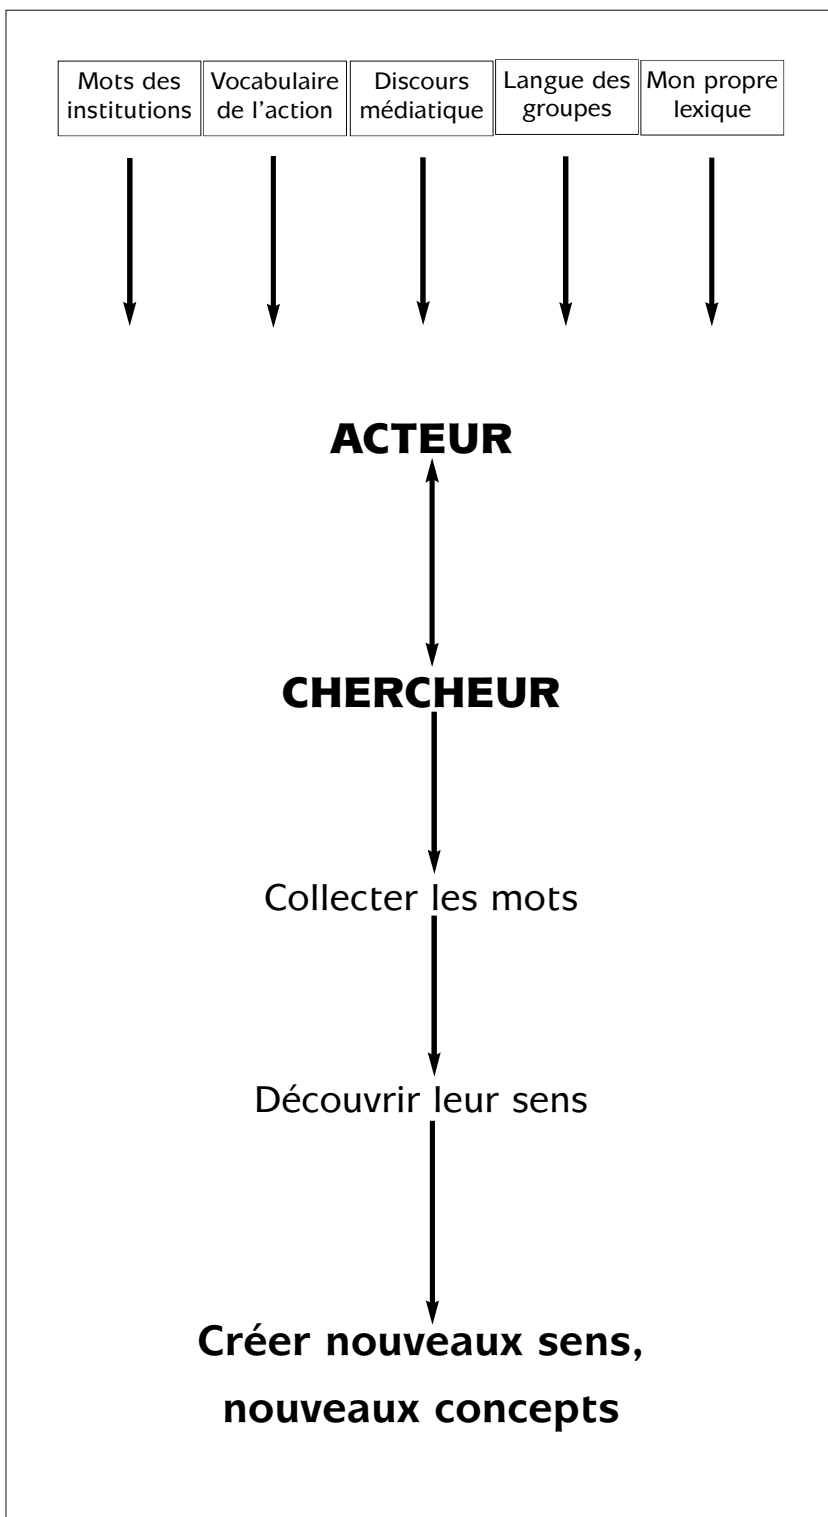 Mots des
institutions
Vocabulaire
de l’action
Discours
médiatique
Langue des
groupes
Mon propre
lexique
ACTEUR
CHERCHEUR
Collecter les mots
Découvrir leur sens
Créer nouveaux sens,
nouveaux concepts